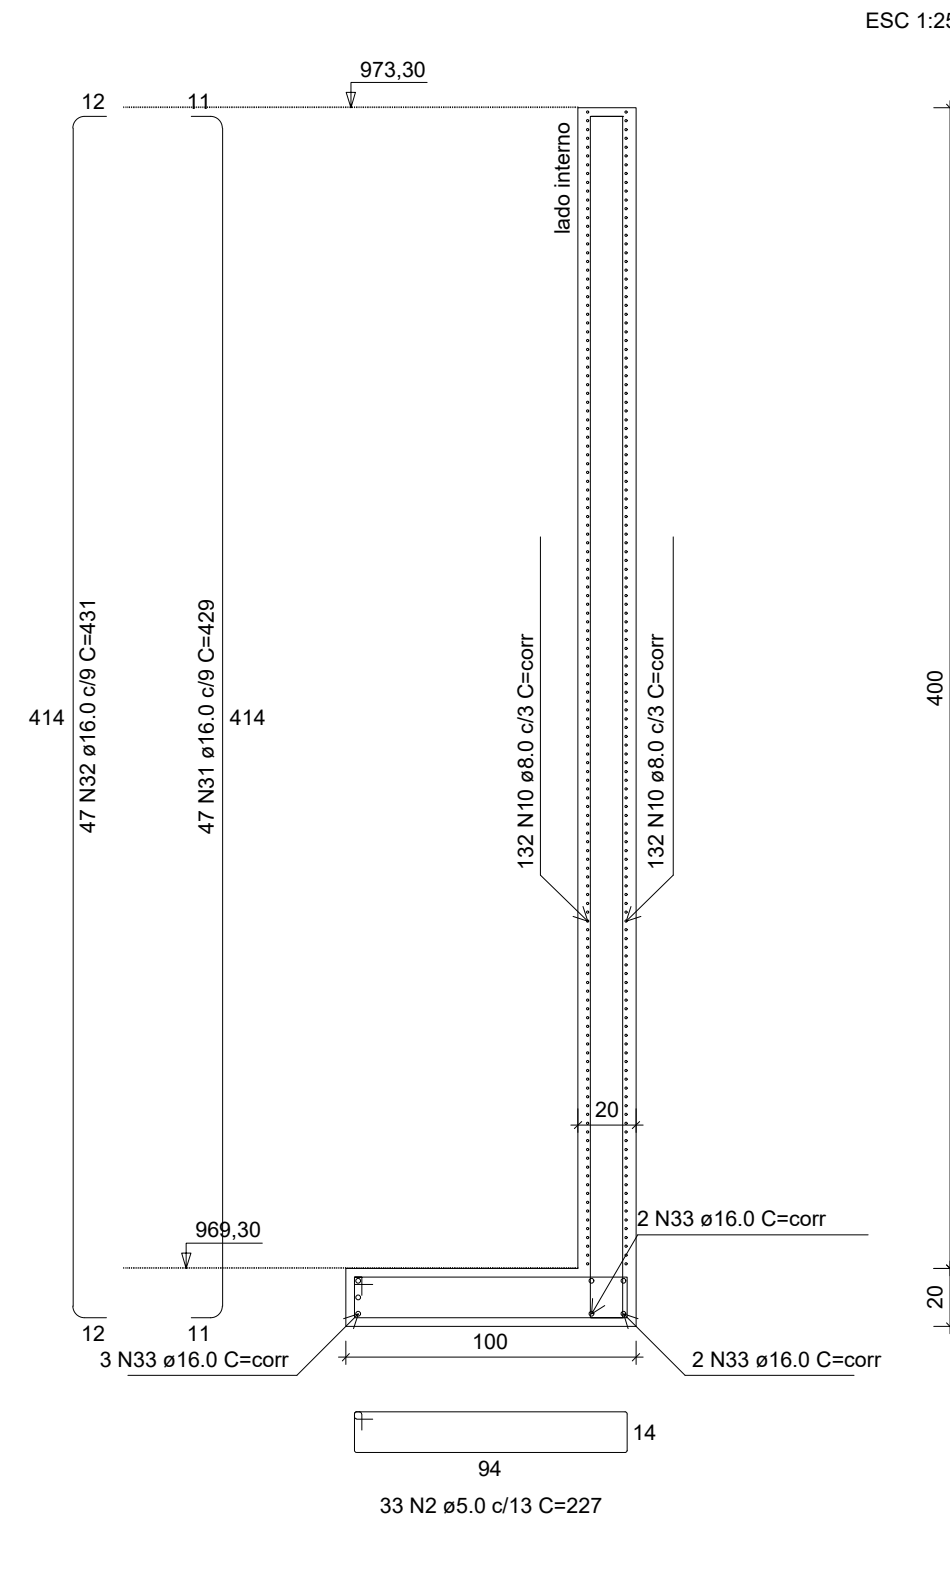 ESC 1:25
973,30
12
11
lado interno
47 N32 ø16.0 c/9 C=431
47 N31 ø16.0 c/9 C=429
414
414
132 N10 ø8.0 c/3 C=corr
132 N10 ø8.0 c/3 C=corr
400
20
969,30
2 N33 ø16.0 C=corr
20
12
11
3 N33 ø16.0 C=corr
100
2 N33 ø16.0 C=corr
14
94
33 N2 ø5.0 c/13 C=227